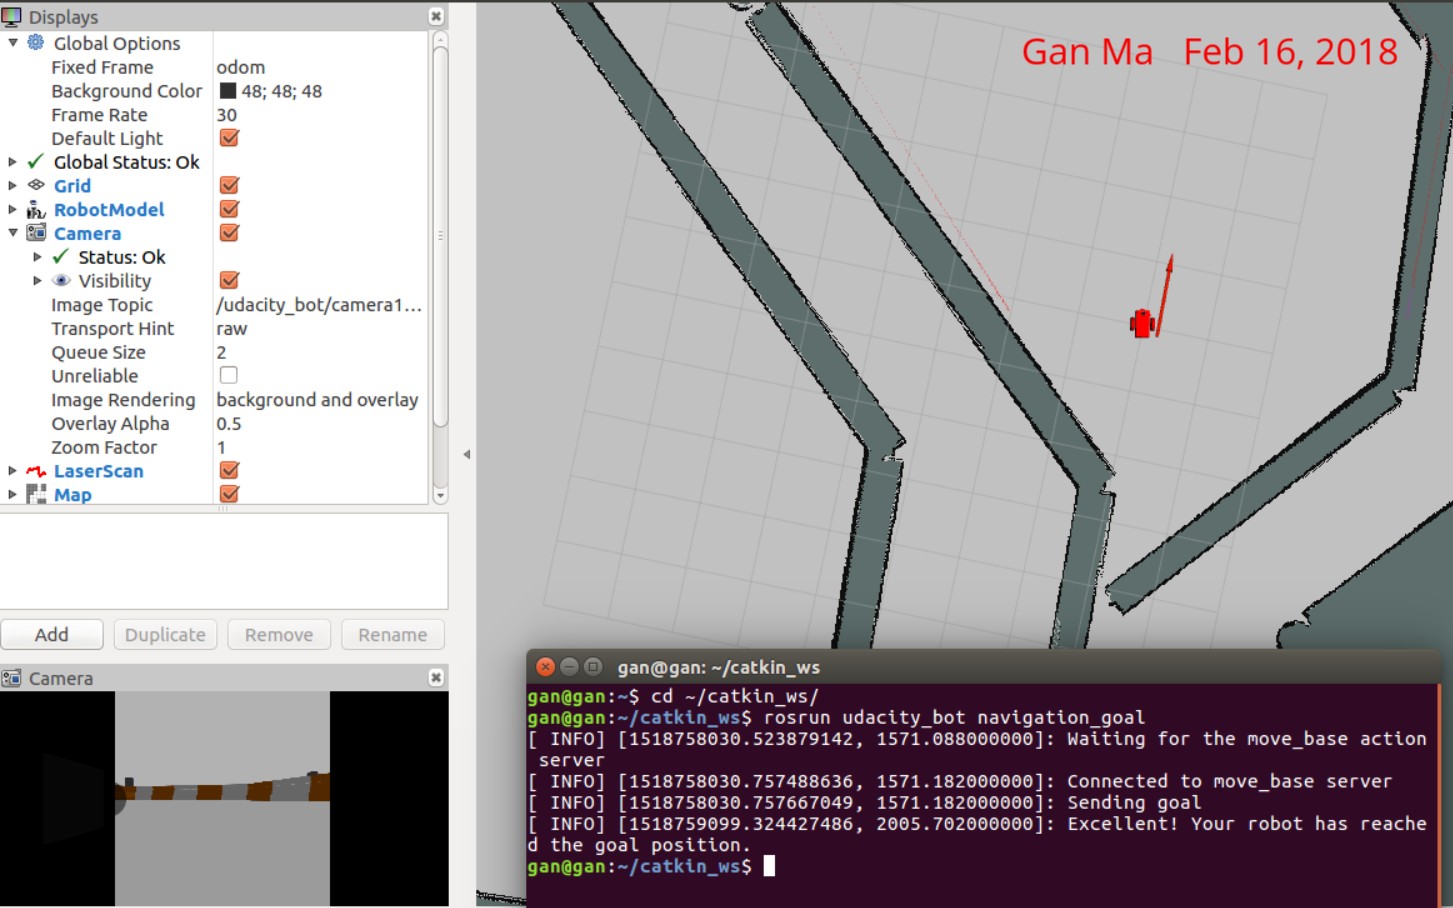 Displays
Global Options
Fixed Frame odom
Background Color 48; 48; 48
Frame Rate 30
Default Light
Global Status: Ok
Grid
RobotModel
Camera
Status: Ok
Visibility
Image Topic /udacity_bot/camera1...
Transport Hint raw
Queue Size 2
Unreliable
Image Rendering background and overlay
Overlay Alpha 0.5
Zoom Factor 1
LaserScan
Map
Add Duplicate Remove Rename
Camera
Gan Ma Feb 16, 2018
gan@gan: ~/catkin_ws
gan@gan:~$ cd ~/catkin_ws/
gan@gan:~/catkin_ws$ rosrun udacity_bot navigation_goal
[ INFO] [1518758030.523879142, 1571.088000000]: Waiting for the move_base action
server
[ INFO] [1518758030.757488636, 1571.182000000]: Connected to move_base server
[ INFO] [1518758030.757667049, 1571.182000000]: Sending goal
[ INFO] [1518759099.324427486, 2005.702000000]: Excellent! Your robot has reache
d the goal position.
gan@gan:~/catkin_ws$